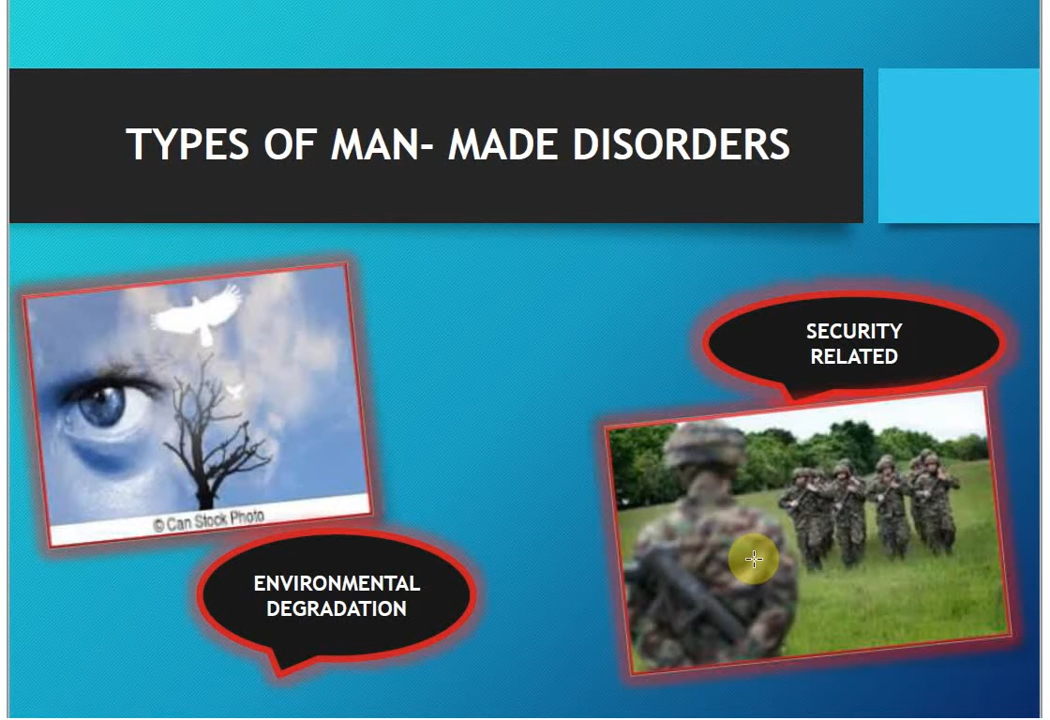 TYPES OF MAN- MADE DISORDERS
SECURITY
RELATED
© Can Stock Photo
ENVIRONMENTAL
DEGRADATION